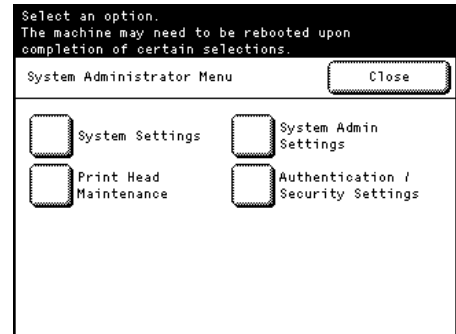 Select an option.
The machine may need to be rebooted upon
completion of certain selections.
System Administrator Menu
Close
System Settings
System Admin
Settings
Print Head
Maintenance
Authentication /
Security Settings